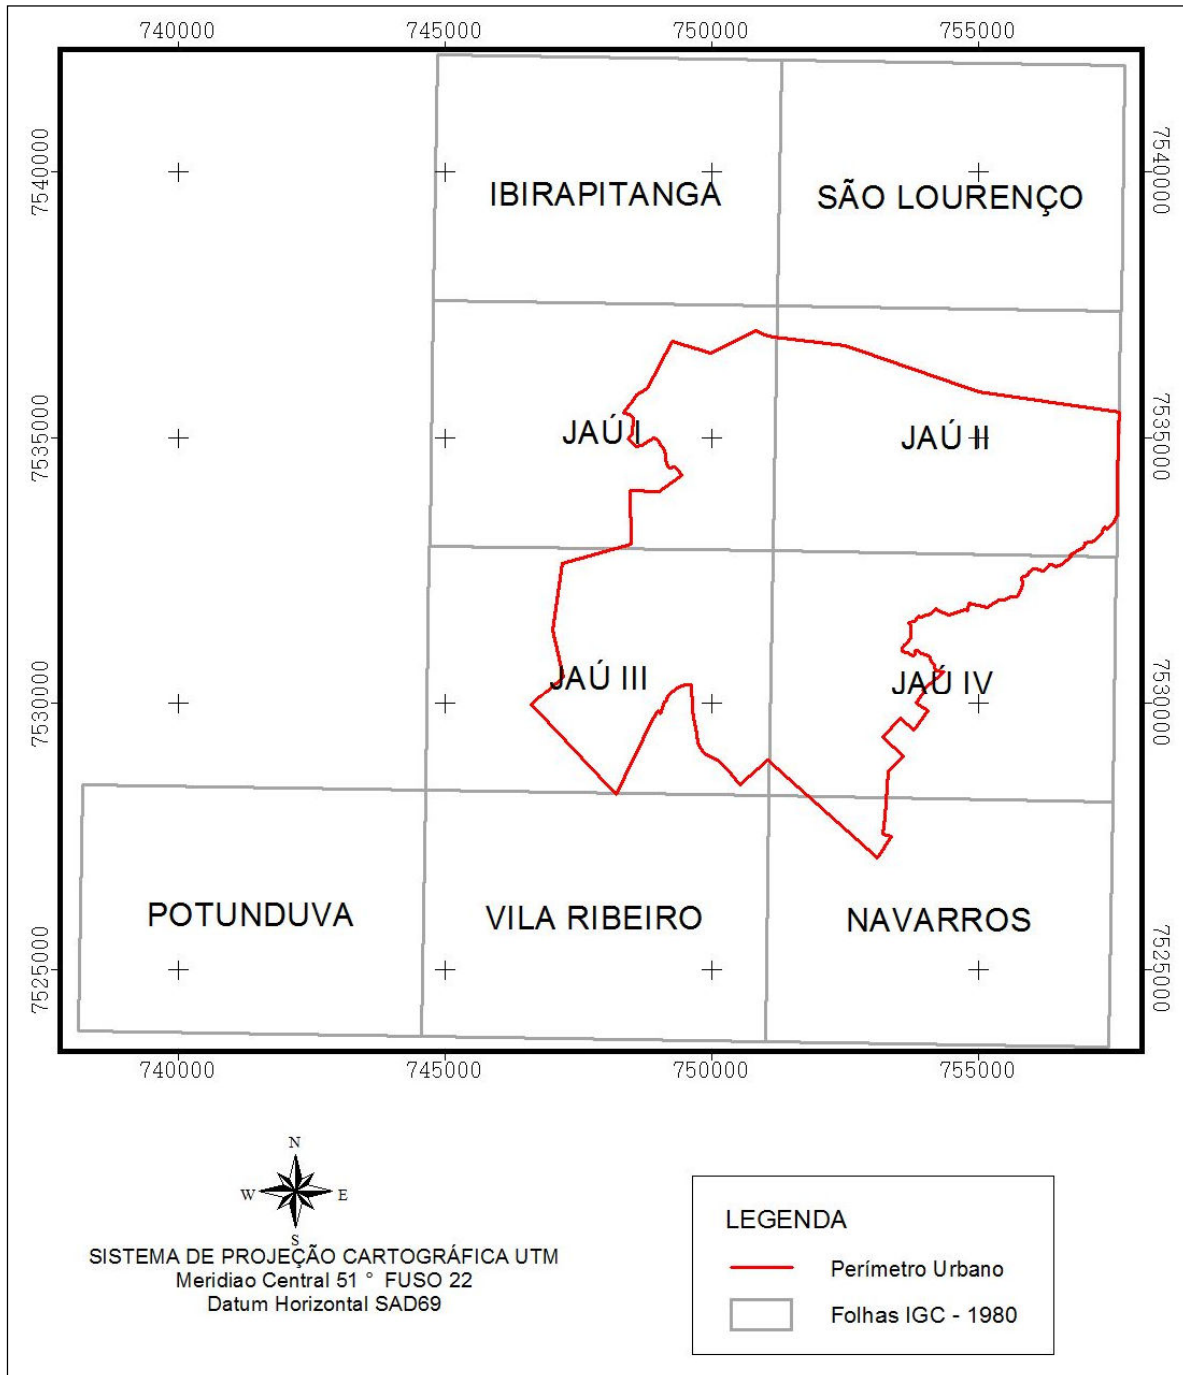 740000 745000 750000 755000
7540000 7540000
IBIRAPITANGA SÃO LOURENÇO
JAÚ I JAÚ II
7535000 7535000
JAÚ III JAÚ IV
7530000 7530000
POTUNDUVA VILA RIBEIRO NAVARROS
7525000 7525000
740000 745000 750000 755000
N
W E
S
SISTEMA DE PROJEÇÃO CARTOGRÁFICA UTM
Meridiao Central 51 ° FUSO 22
Datum Horizontal SAD69
LEGENDA
Perímetro Urbano
Folhas IGC - 1980